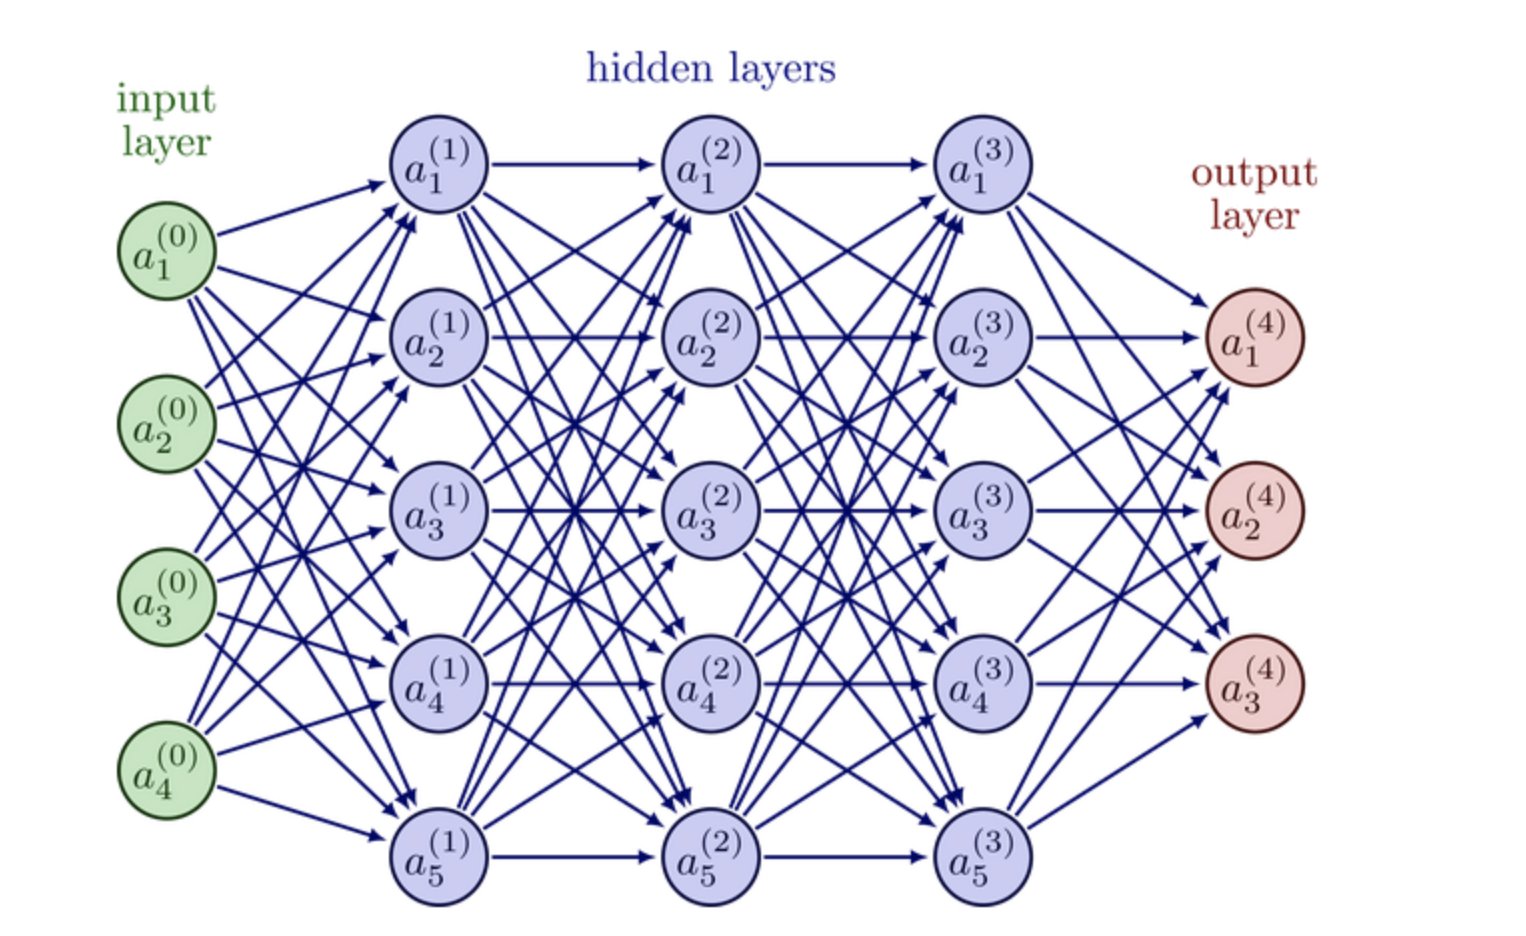 hidden layers
input
layer
output
layer
a_1^{(0)}
a_2^{(0)}
a_3^{(0)}
a_4^{(0)}
a_1^{(1)}
a_2^{(1)}
a_3^{(1)}
a_4^{(1)}
a_5^{(1)}
a_1^{(2)}
a_2^{(2)}
a_3^{(2)}
a_4^{(2)}
a_5^{(2)}
a_1^{(3)}
a_2^{(3)}
a_3^{(3)}
a_4^{(3)}
a_5^{(3)}
a_1^{(4)}
a_2^{(4)}
a_3^{(4)}